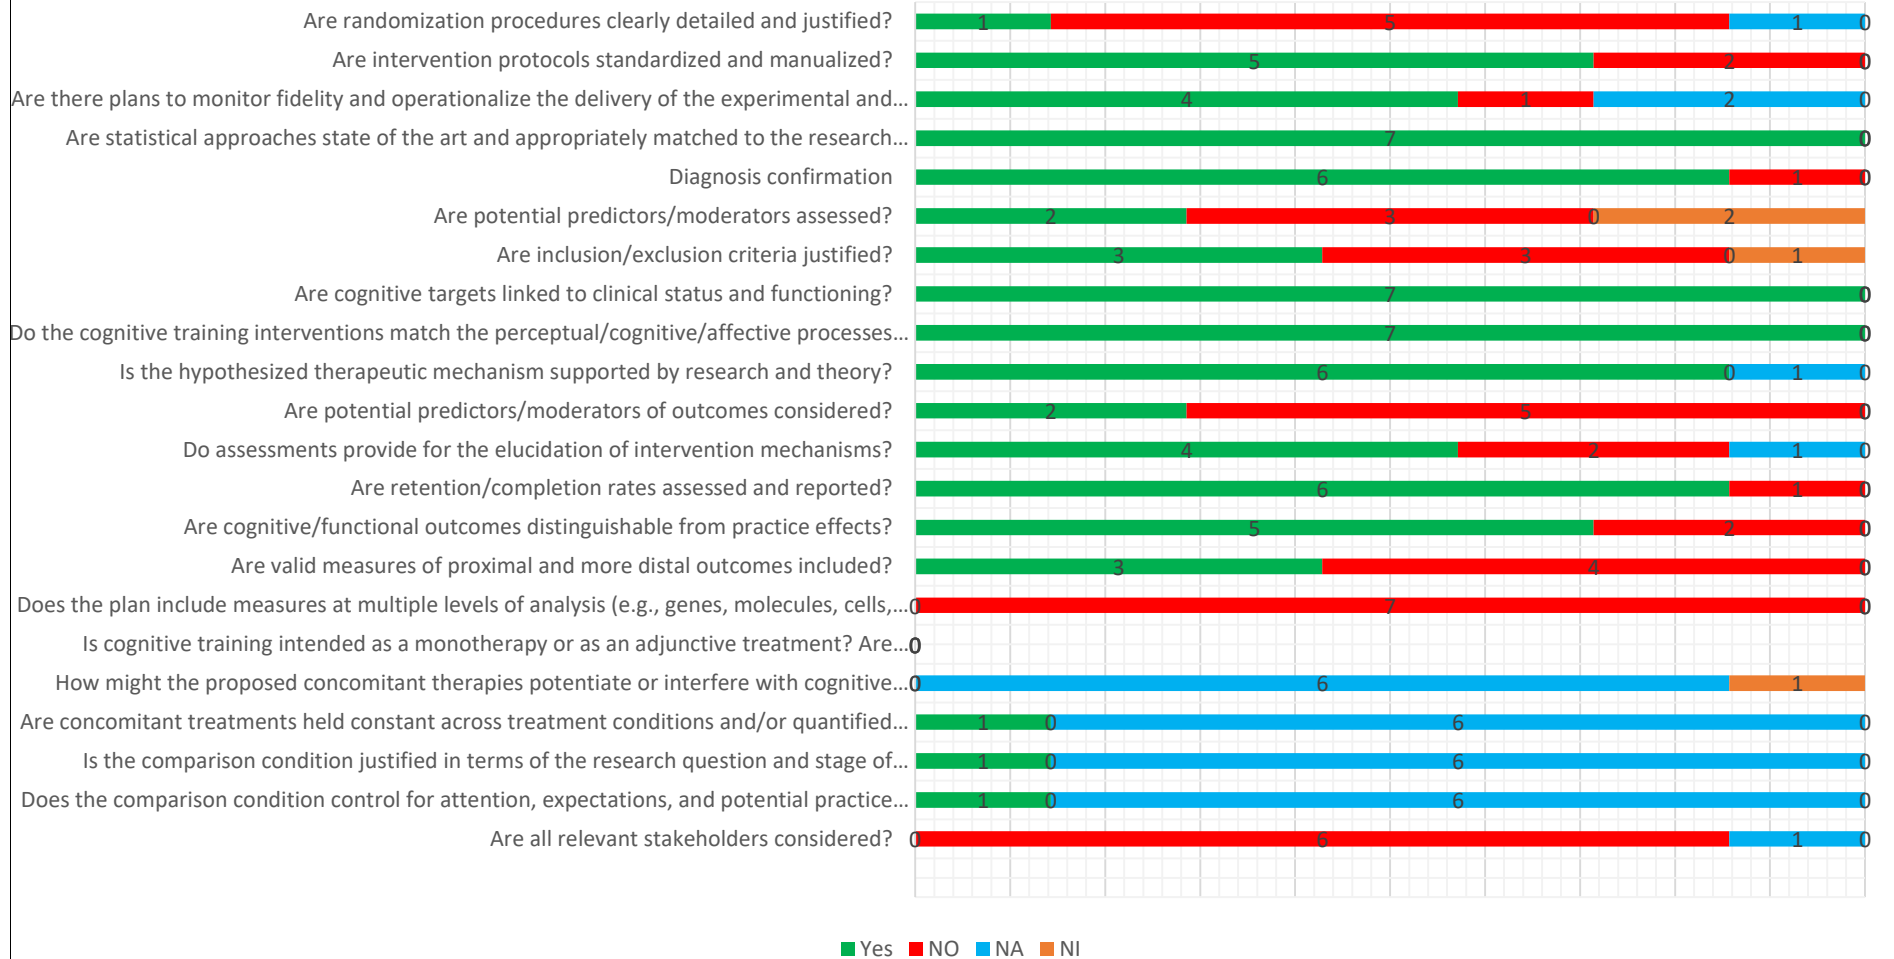 Are randomization procedures clearly detailed and justified? 1 5 1 0
Are intervention protocols standardized and manualized? 5 2 0
Are there plans to monitor fidelity and operationalize the delivery of the experimental and... 4 1 2 0
Are statistical approaches state of the art and appropriately matched to the research... 7 0
Diagnosis confirmation 6 1 0
Are potential predictors/moderators assessed? 2 3 0 2
Are inclusion/exclusion criteria justified? 3 3 0 1
Are cognitive targets linked to clinical status and functioning? 7 0
Do the cognitive training interventions match the perceptual/cognitive/affective processes... 7 0
Is the hypothesized therapeutic mechanism supported by research and theory? 6 0 1 0
Are potential predictors/moderators of outcomes considered? 2 5 0
Do assessments provide for the elucidation of intervention mechanisms? 4 2 1 0
Are retention/completion rates assessed and reported? 6 1 0
Are cognitive/functional outcomes distinguishable from practice effects? 5 2 0
Are valid measures of proximal and more distal outcomes included? 3 4 0
Does the plan include measures at multiple levels of analysis (e.g., genes, molecules, cells,... 0 7 0
Is cognitive training intended as a monotherapy or as an adjunctive treatment? Are... 0
How might the proposed concomitant therapies potentiate or interfere with cognitive... 0 6 1
Are concomitant treatments held constant across treatment conditions and/or quantified... 1 0 6 0
Is the comparison condition justified in terms of the research question and stage of... 1 0 6 0
Does the comparison condition control for attention, expectations, and potential practice... 1 0 6 0
Are all relevant stakeholders considered? 0 6 1 0
Yes NO NA NI